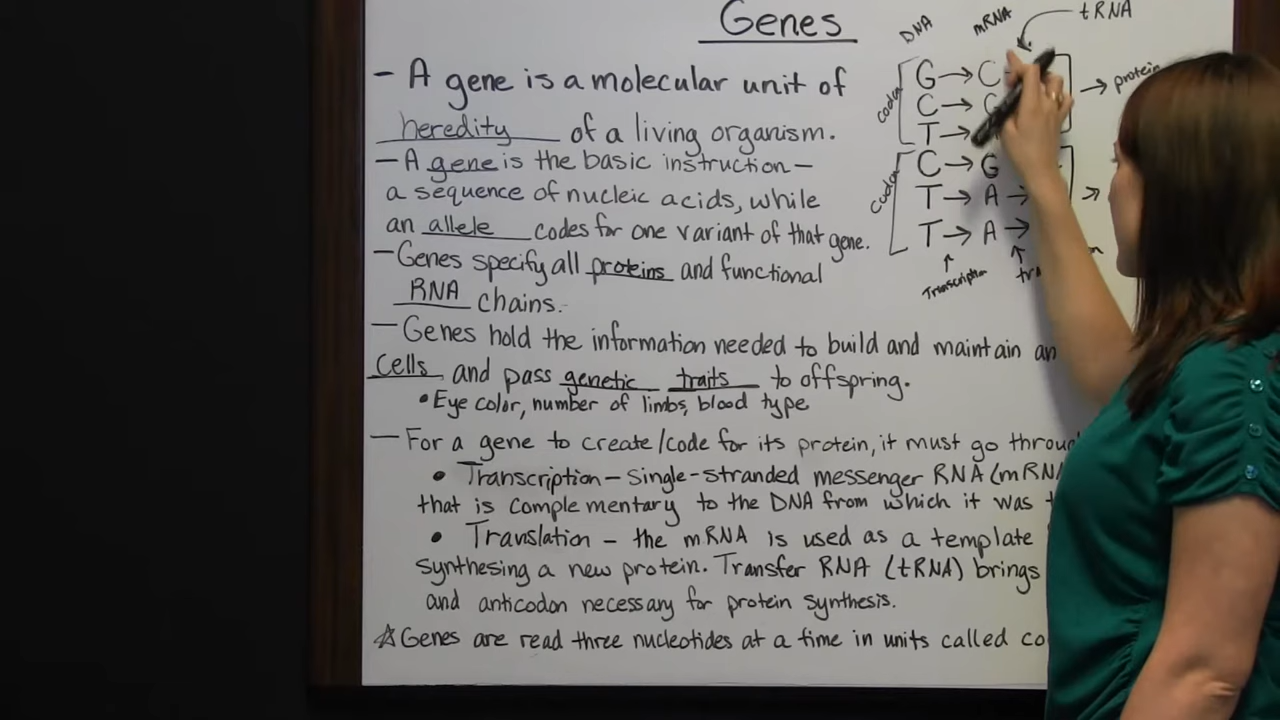 Genes
- A gene is a molecular unit of
heredity of a living organism.
- A gene is the basic instruction -
a sequence of nucleic acids, while
an allele codes for one variant of that gene.
- Genes specify all proteins and functional
RNA chains.
- Genes hold the information needed to build and maintain an
cells and pass genetic traits to offspring.
• Eye color, number of limbs, blood type
- For a gene to create/code for its protein, it must go
• Transcription - single-stranded messenger RNA (mRNA
that is complementary to the DNA from which it was
• Translation - the mRNA is used as a template
synthesing a new protein. Transfer RNA (tRNA) brings
and anticodon necessary for protein synthesis.
☆ Genes are read three nucleotides at a time in units called
DNA mRNA tRNA
codon
G → C → protein
C →
T →
codon
C → G
T → A → →
T → A →
↑ Transcription ↑